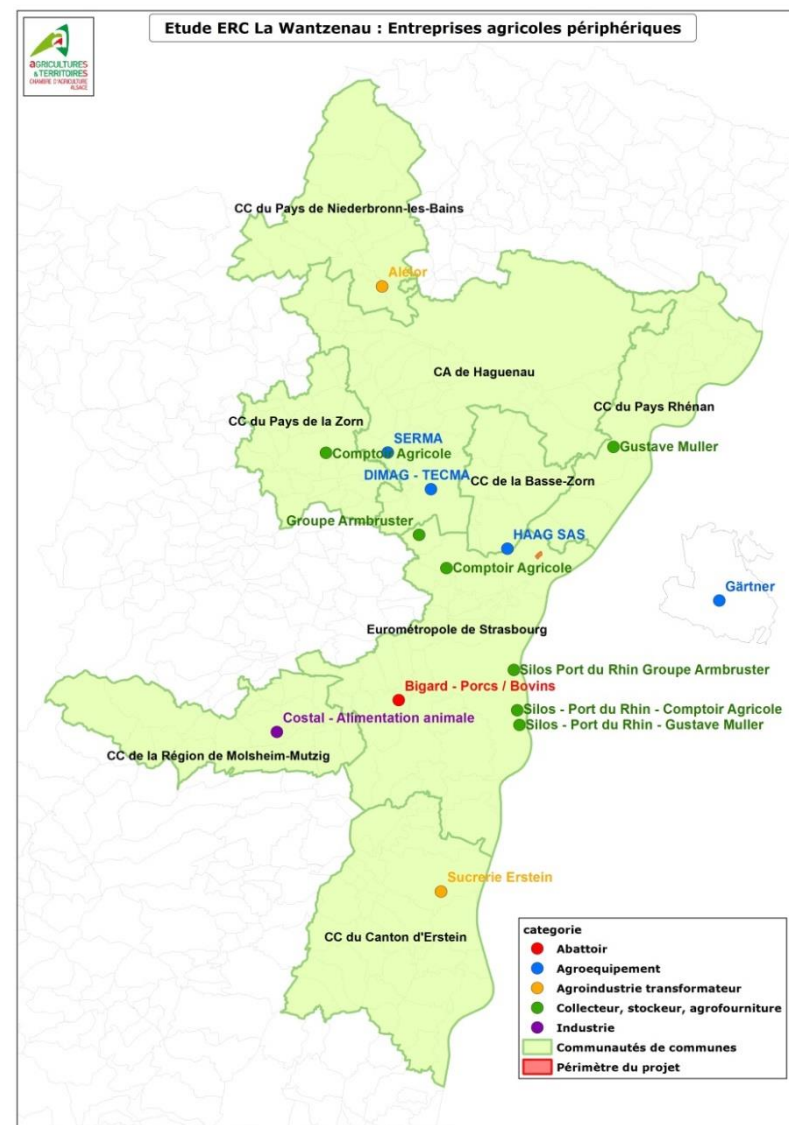 Etude ERC La Wantzenau : Entreprises agricoles périphériques
AGRICULTURES
& TERRITOIRES
CHAMBRE D'AGRICULTURE
ALSACE
CC du Pays de Niederbronn-les-Bains
Alélor
CA de Haguenau
CC du Pays Rhénan
CC du Pays de la Zorn
SERMA
Comptoir Agricole
Gustave Muller
DIMAG - TECMA
CC de la Basse-Zorn
Groupe Armbruster
HAAG SAS
Comptoir Agricole
Gärtner
Eurométropole de Strasbourg
Silos Port du Rhin Groupe Armbruster
Bigard - Porcs / Bovins
Silos - Port du Rhin - Comptoir Agricole
Costal - Alimentation animale
Silos - Port du Rhin - Gustave Muller
CC de la Région de Molsheim-Mutzig
Sucrerie Erstein
CC du Canton d'Erstein
categorie
Abattoir
Agroequipement
Agroindustrie transformateur
Collecteur, stockeur, agrofourniture
Industrie
Communautés de communes
Périmètre du projet